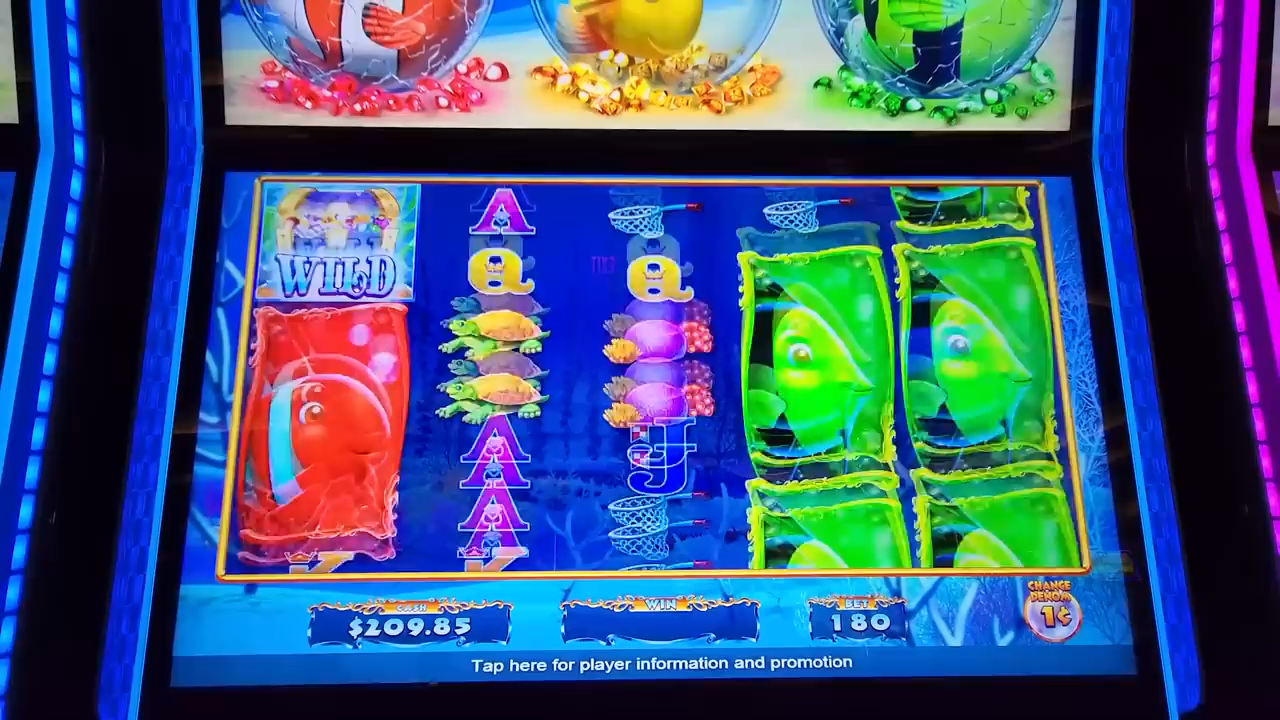 WILD
A
Q
Q
A
J
A
CASH
$209.85
WIN
BET
180
CHANGE
DENOM
1¢
Tap here for player information and promotion